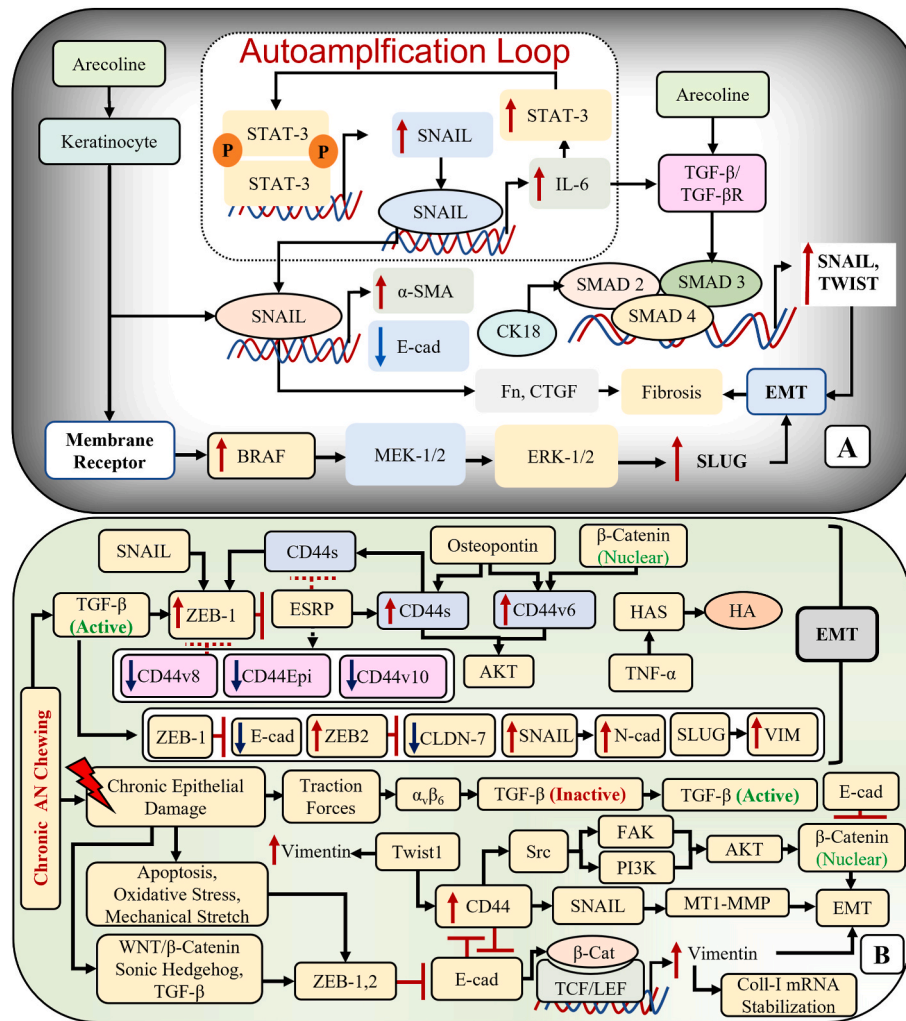 Autoamplfication Loop
Arecoline
Keratinocyte
STAT-3
P
P
STAT-3
SNAIL
STAT-3
IL-6
SNAIL
Arecoline
TGF-β/
TGF-βR
SNAIL
α-SMA
E-cad
SMAD 2
SMAD 3
SMAD 4
CK18
SNAIL,
TWIST
Fn, CTGF
Fibrosis
EMT
Membrane
Receptor
BRAF
MEK-1/2
ERK-1/2
SLUG
A
SNAIL
CD44s
Osteopontin
β-Catenin
(Nuclear)
TGF-β
(Active)
ZEB-1
ESRP
CD44s
CD44v6
HAS
HA
EMT
CD44v8
CD44Epi
CD44v10
AKT
TNF-α
ZEB-1
E-cad
ZEB2
CLDN-7
SNAIL
N-cad
SLUG
VIM
Chronic AN Chewing
Chronic Epithelial
Damage
Traction
Forces
αvβ6
TGF-β (Inactive)
TGF-β (Active)
E-cad
Vimentin
Twist1
Src
FAK
PI3K
AKT
β-Catenin
(Nuclear)
Apoptosis,
Oxidative Stress,
Mechanical Stretch
CD44
SNAIL
MT1-MMP
EMT
WNT/β-Catenin
Sonic Hedgehog,
TGF-β
ZEB-1,2
E-cad
β-Cat
TCF/LEF
Vimentin
B
Coll-I mRNA
Stabilization